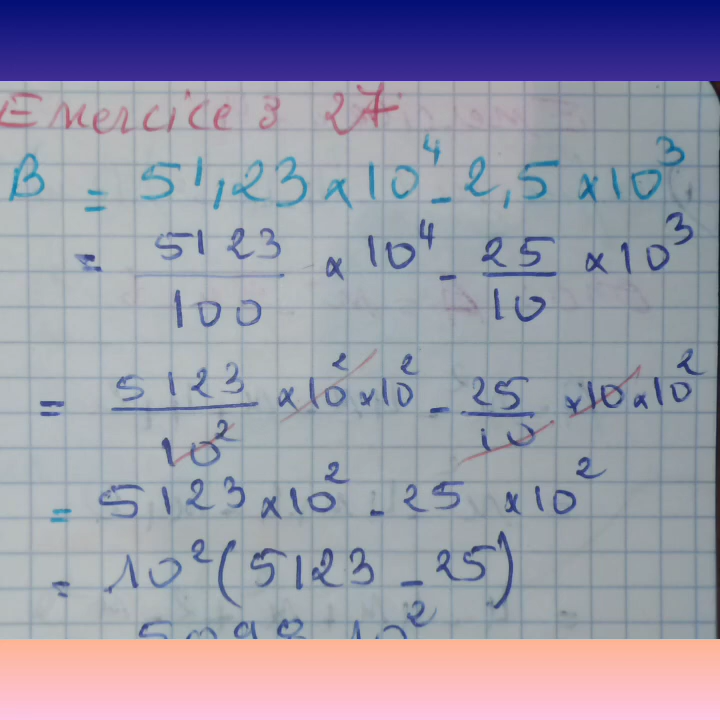 Exercice 3 27
B = 51,23 × 10⁴ - 2,5 × 10³
= 5123/100 × 10⁴ - 25/10 × 10³
= 5123/10² × 10² × 10² - 25/10 × 10 × 10²
= 5123 × 10² - 25 × 10²
= 10² (5123 - 25)